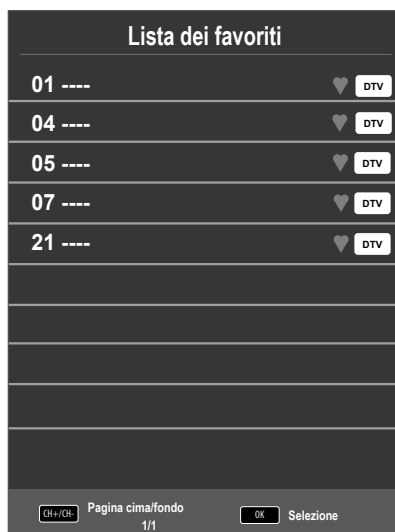 Lista dei favoriti
01 ---- DTV
04 ---- DTV
05 ---- DTV
07 ---- DTV
21 ---- DTV
CH+/CH- Pagina cima/fondo OK Selezione
1/1